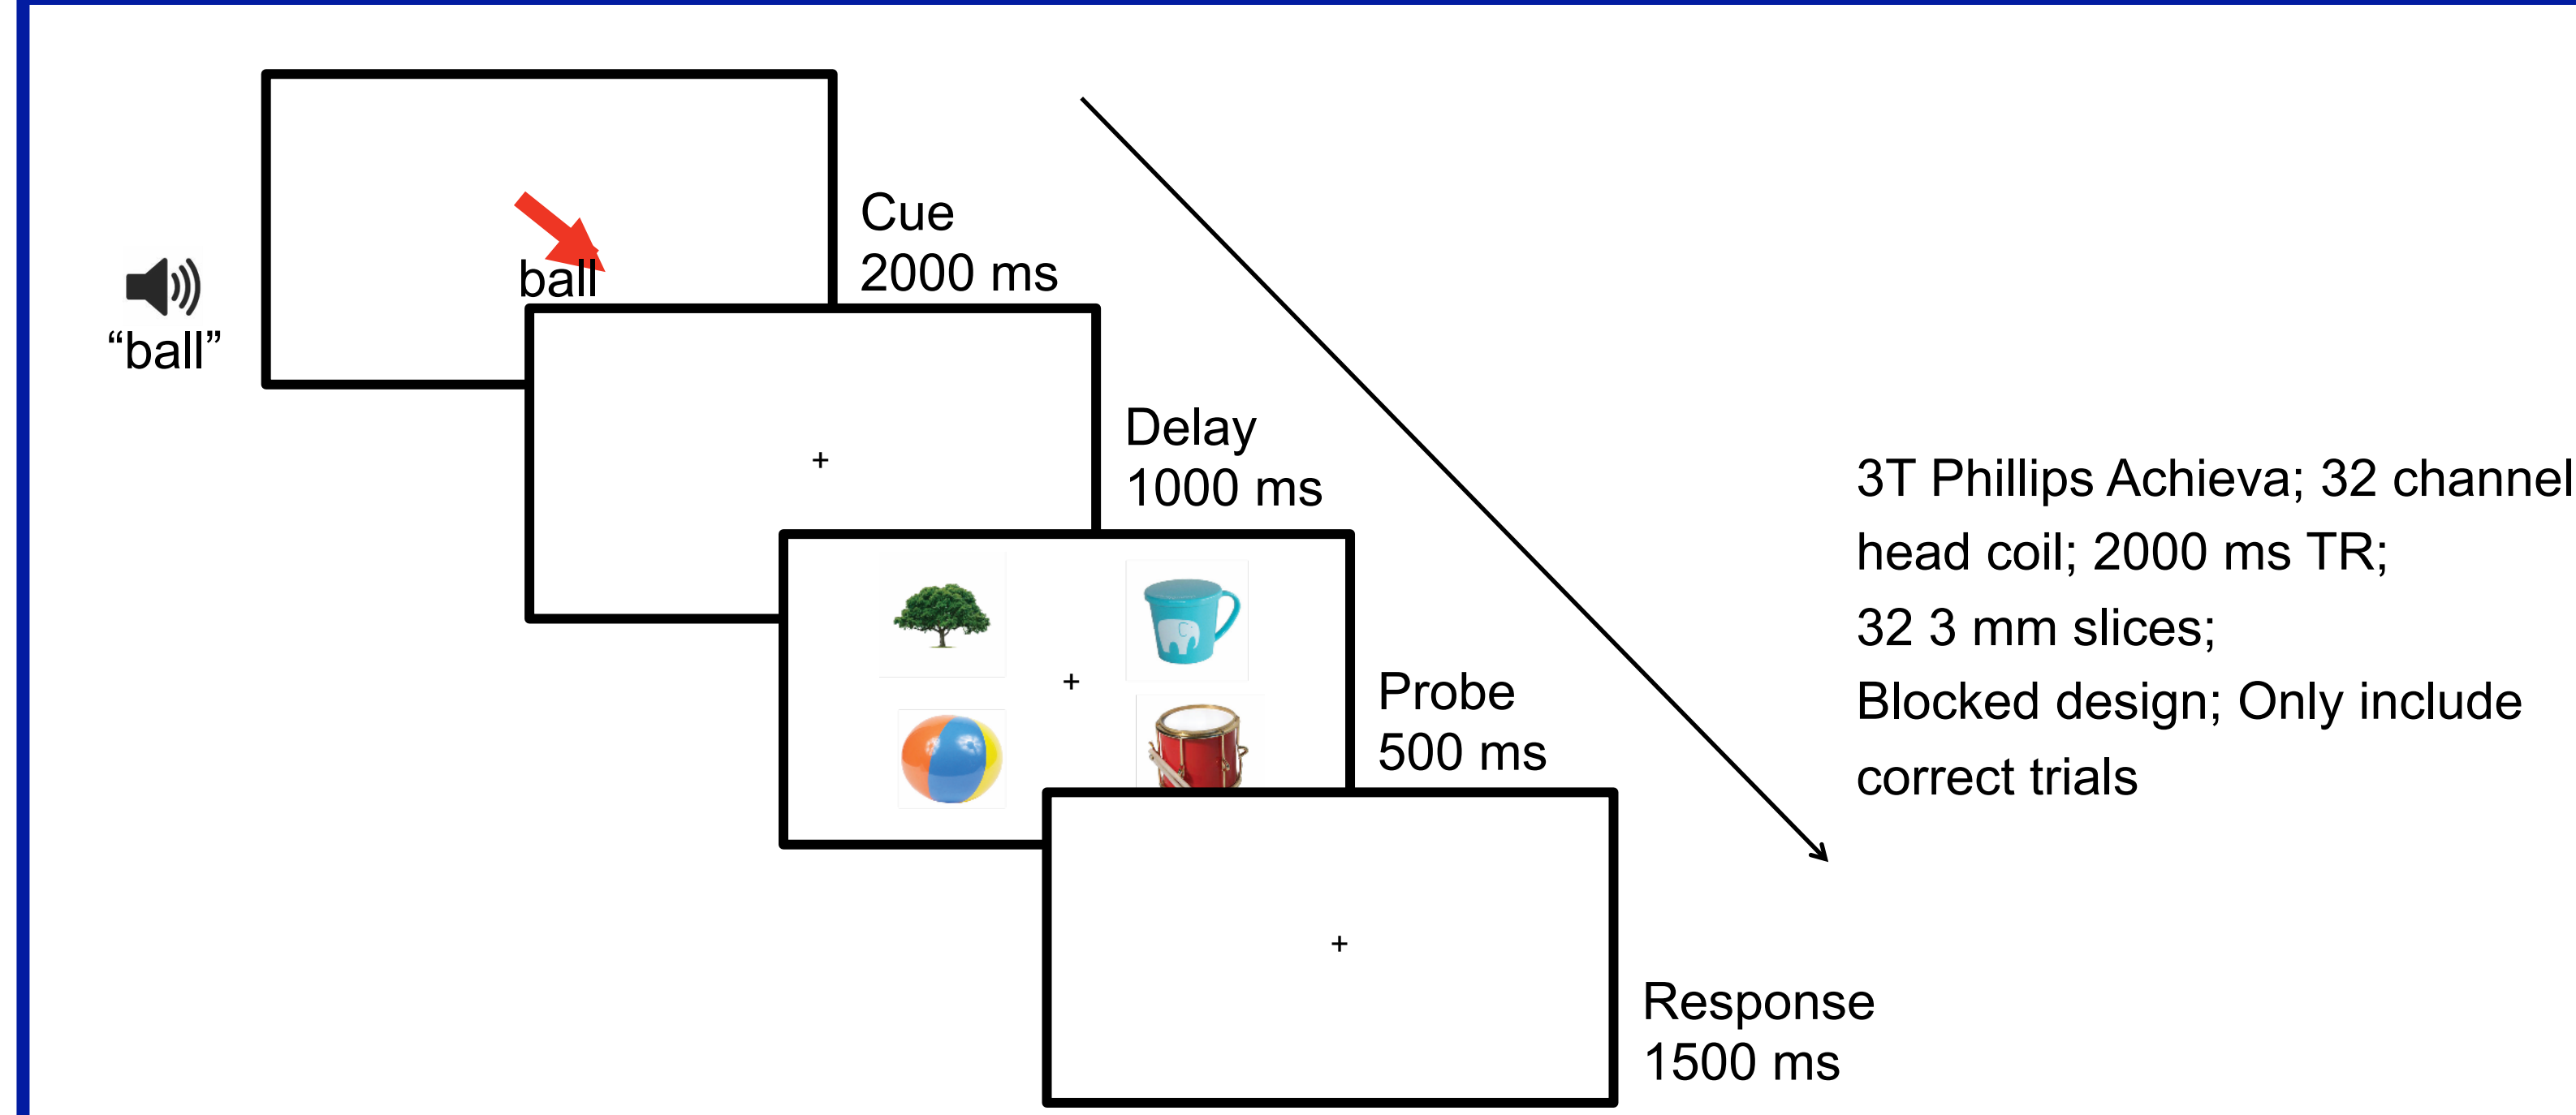 Cue
2000 ms
ball
“ball”
Delay
1000 ms
+
+
Probe
500 ms
+
Response
1500 ms
3T Phillips Achieva; 32 channel
head coil; 2000 ms TR;
32 3 mm slices;
Blocked design; Only include
correct trials